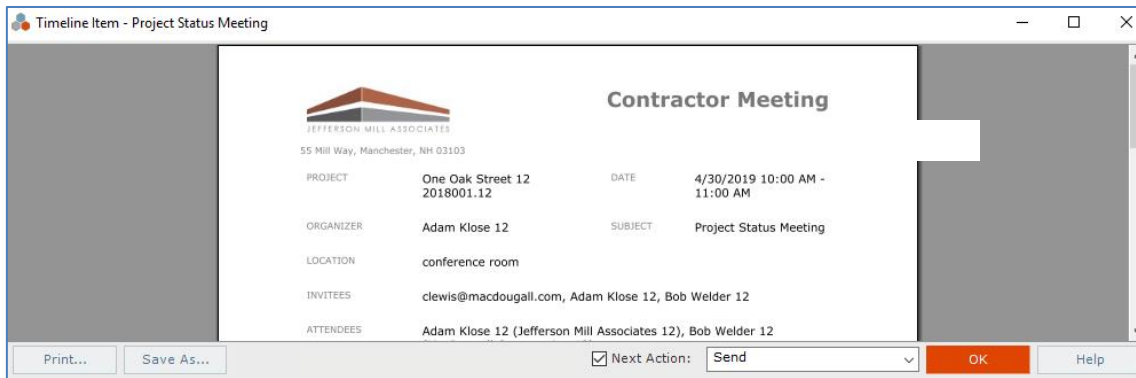 Timeline Item - Project Status Meeting
Contractor Meeting
JEFFERSON MILL ASSOCIATES
55 Mill Way, Manchester, NH 03103
PROJECT One Oak Street 12 DATE 4/30/2019 10:00 AM -
2018001.12 11:00 AM
ORGANIZER Adam Klose 12 SUBJECT Project Status Meeting
LOCATION conference room
INVITEES clewis@macdougall.com, Adam Klose 12, Bob Welder 12
ATTENDEES Adam Klose 12 (Jefferson Mill Associates 12), Bob Welder 12
Print... Save As... Next Action: Send OK Help